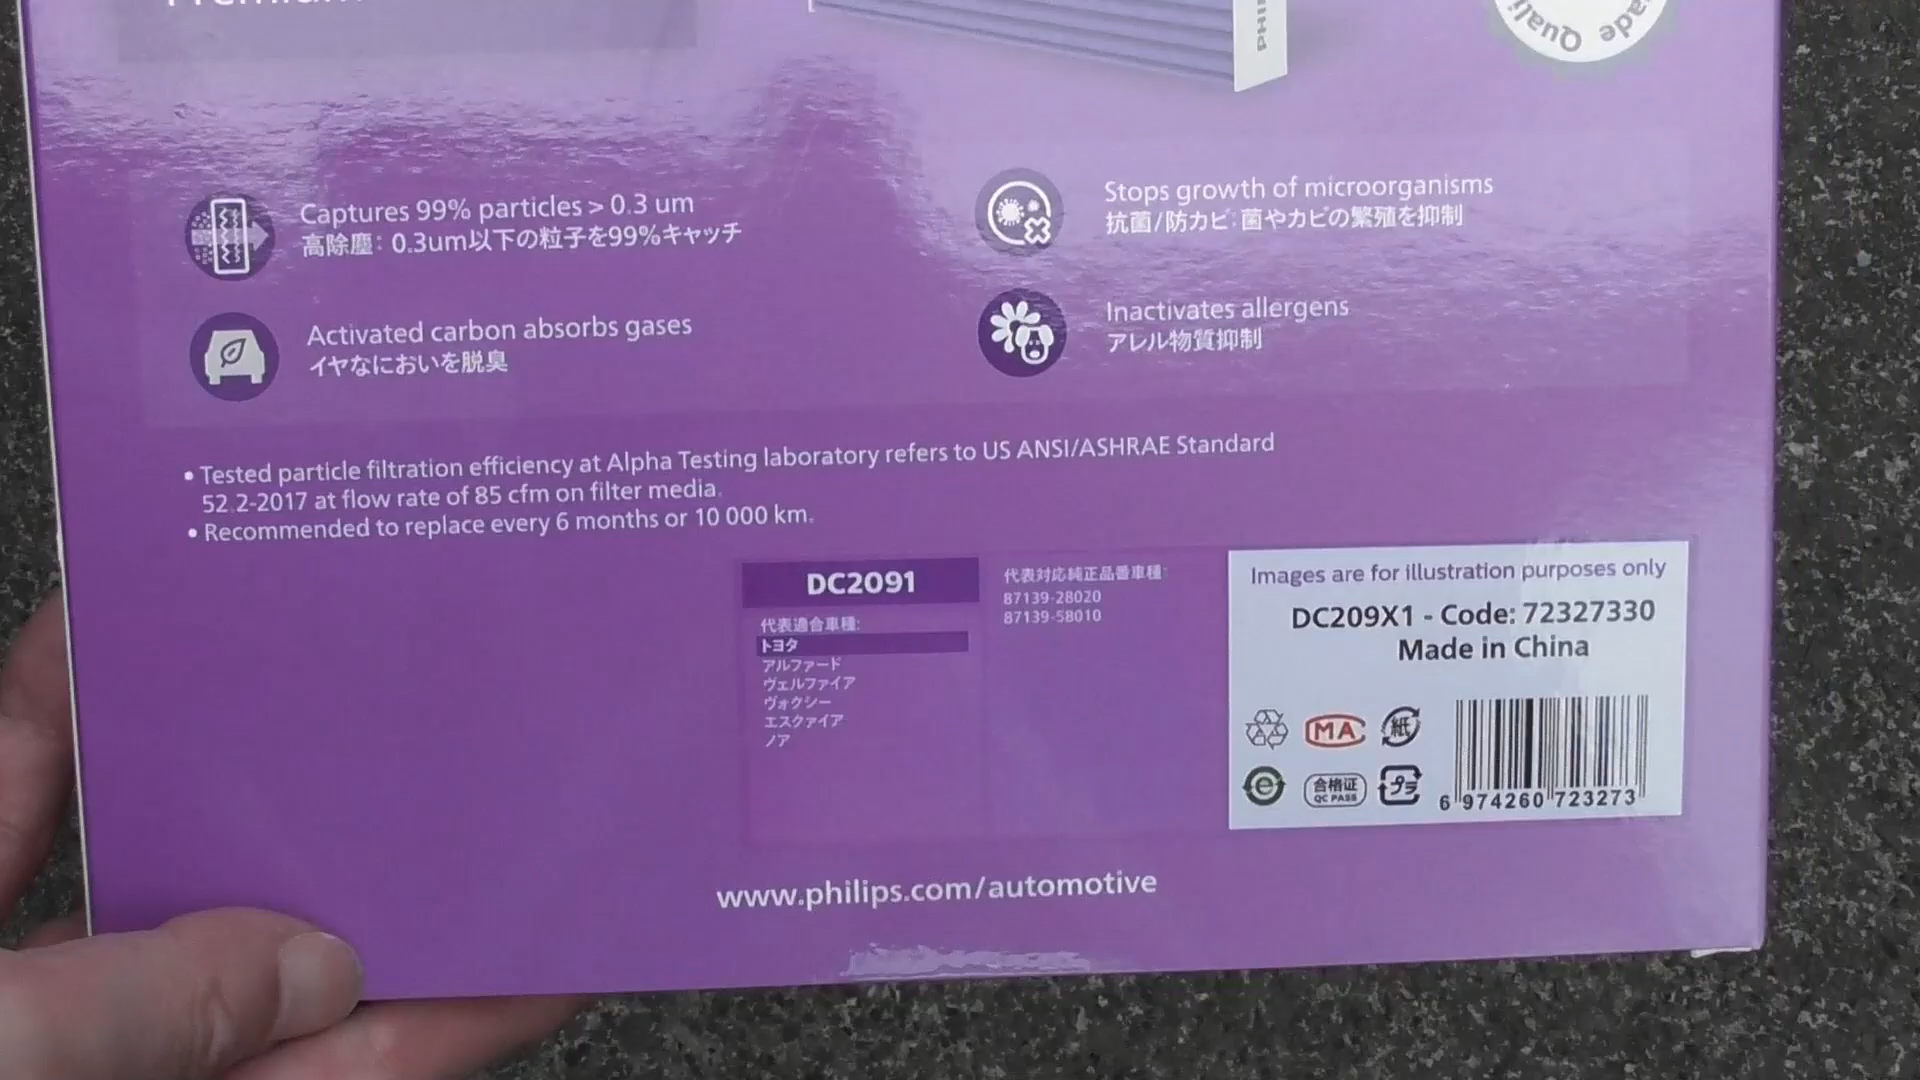 Captures 99% particles > 0.3 um
高除塵: 0.3um以下の粒子を99%キャッチ
Activated carbon absorbs gases
イヤなにおいを脱臭
Stops growth of microorganisms
抗菌/防カビ:菌やカビの繁殖を抑制
Inactivates allergens
アレル物質抑制
• Tested particle filtration efficiency at Alpha Testing laboratory refers to US ANSI/ASHRAE Standard
52.2-2017 at flow rate of 85 cfm on filter media.
• Recommended to replace every 6 months or 10 000 km.
DC2091
代表適合車種:
トヨタ
アルファード
ヴェルファイア
ヴォクシー
エスクァイア
ノア
代表対応純正品番車種:
87139-28020
87139-58010
Images are for illustration purposes only
DC209X1 - Code: 72327330
Made in China
MA
紙
e
合格证
QC PASS
プラ
6 974260 723273
www.philips.com/automotive